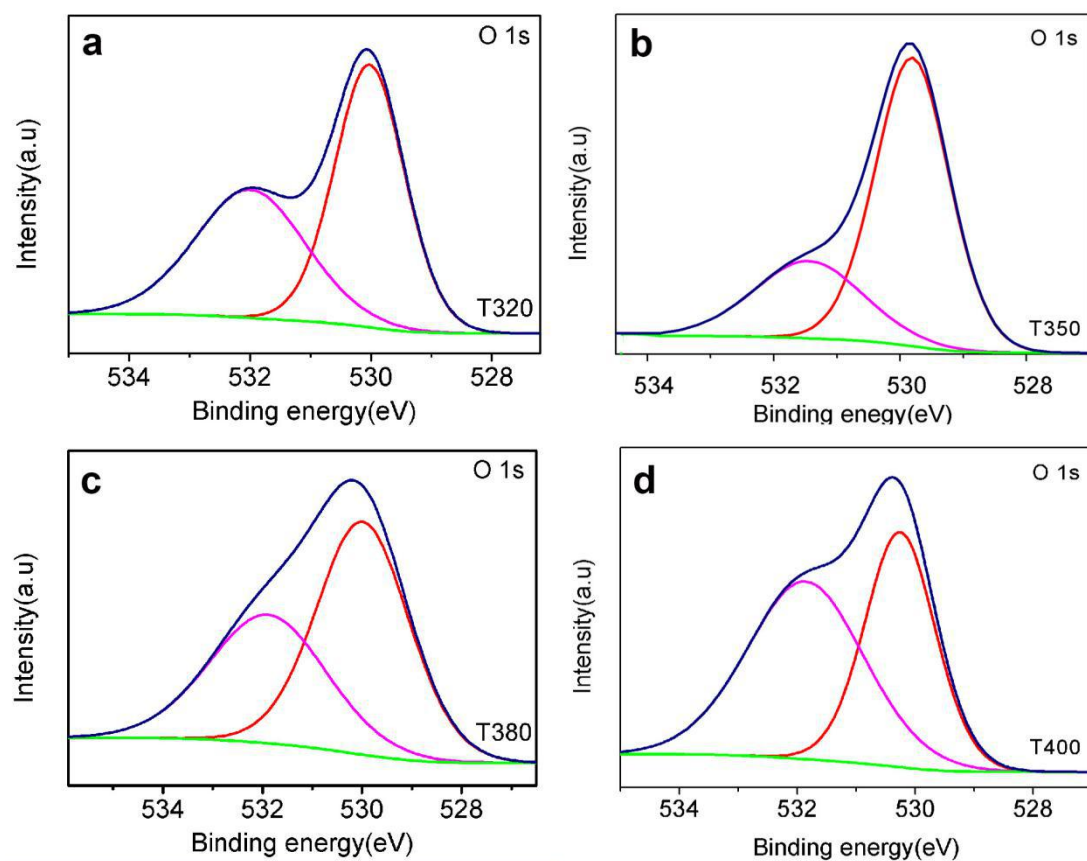 a
O 1s
Intensity(a.u)
T320
534 532 530 528
Binding energy(eV)
b
O 1s
Intensity(a.u)
T350
534 532 530 528
Binding enegy(eV)
c
O 1s
Intensity(a.u)
T380
534 532 530 528
Binding energy(eV)
d
O 1s
Intensity(a.u)
T400
534 532 530 528
Binding energy(eV)